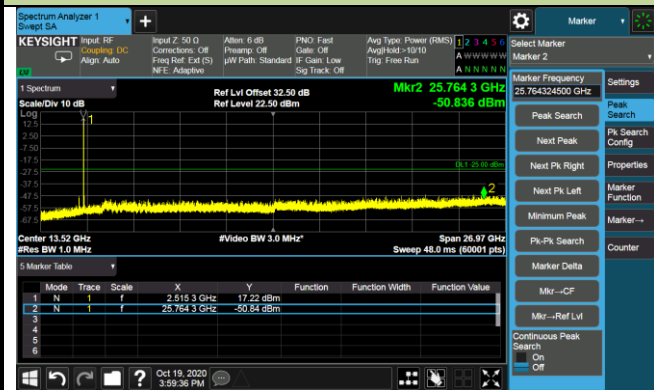 Spectrum Analyzer 1
Swept SA
+
Marker
KEYSIGHT
Input: RF
Coupling: DC
Align: Auto
Input Z: 50 Ω
Corrections: Off
Freq Ref: Ext (S)
NFE: Adaptive
Atten: 6 dB
Preamp: Off
µW Path: Standard
PNO: Fast
Gate: Off
IF Gain: Low
Sig Track: Off
Avg Type: Power (RMS)
Avg|Hold:>10/10
Trig: Free Run
1 2 3 4 5 6
A W W W W W
A N N N N N
Select Marker
Marker 2
1 Spectrum
Scale/Div 10 dB
Log
Ref Lvl Offset 32.50 dB
Ref Level 22.50 dBm
Mkr2 25.764 3 GHz
-50.836 dBm
12.5
2.50
-7.50
-17.5
-27.5
-37.5
-47.5
-57.5
-67.5
1
DL1 -25.00 dBm
2
Center 13.52 GHz
#Res BW 1.0 MHz
#Video BW 3.0 MHz*
Span 26.97 GHz
Sweep 48.0 ms (60001 pts)
5 Marker Table
Mode Trace Scale X Y Function Function Width Function Value
1 N 1 f 2.515 3 GHz 17.22 dBm
2 N 1 f 25.764 3 GHz -50.84 dBm
3
4
5
6
Marker Frequency
25.764324500 GHz
Peak Search
Next Peak
Next Pk Right
Next Pk Left
Minimum Peak
Pk-Pk Search
Marker Delta
Mkr→CF
Mkr→Ref Lvl
Continuous Peak
Search
On
Off
Settings
Peak
Search
Pk Search
Config
Properties
Marker
Function
Marker→
Counter
?
Oct 19, 2020
3:59:36 PM